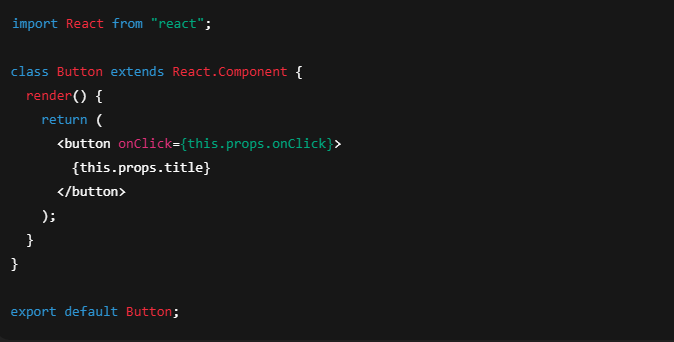 import React from "react";

class Button extends React.Component {
  render() {
    return (
      <button onClick={this.props.onClick}>
        {this.props.title}
      </button>
    );
  }
}

export default Button;